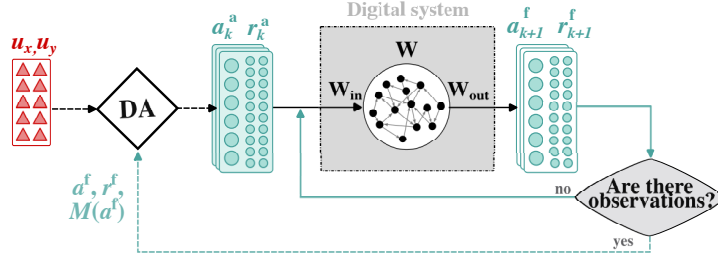 Digital system
u_x,u_y
a_k^a r_k^a
a_{k+1}^f r_{k+1}^f
W
W_in
W_out
DA
a^f, r^f,
M(a^f)
no
Are there
observations?
yes